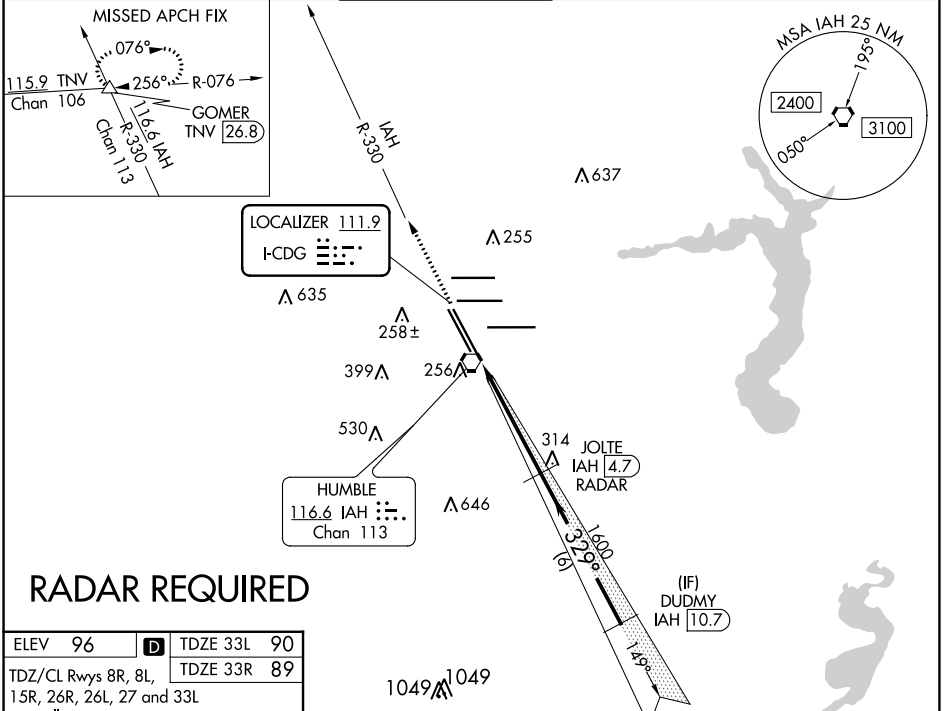 MISSED APCH FIX
076°
115.9 TNV
Chan 106
256°
R-076
GOMER
TNV 26.8
116.6 IAH
R-330
Chan 113
IAH
R-330
MSA IAH 25 NM
195°
2400
3100
050°
637
LOCALIZER 111.9
I-CDG
255
635
258±
399
256
530
314
JOLTE
IAH 4.7
RADAR
HUMBLE
116.6 IAH
Chan 113
646
1600
329°
(6)
(IF)
DUDMY
IAH 10.7
149°
RADAR REQUIRED
ELEV 96
D
TDZE 33L 90
TDZE 33R 89
TDZ/CL Rwys 8R, 8L,
15R, 26R, 26L, 27 and 33L
1049
1049